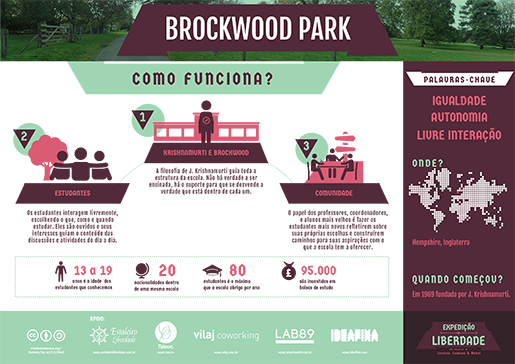 BROCKWOOD PARK
COMO FUNCIONA?
1
KRISHNAMURTI E BROCKWOOD
A filosofia de J. Krishnamurti guia toda a
estrutura da escola. Não há verdade a ser
ensinada, há o suporte para que se desvende a
verdade que está dentro de cada um.
2
ESTUDANTES
Os estudantes interagem livremente,
escolhendo o que, como e quando
estudar. Eles são ouvidos e seus
interesses guiam o conteúdo das
discussões e atividades do dia a dia.
3
COMUNIDADE
O papel dos professores, coordenadores,
e alunos mais velhos é fazer os
estudantes mais novos refletirem sobre
suas próprias escolhas e construírem
caminhos para suas aspirações com o
que a escola tem a oferecer.
13 a 19
anos é a idade dos
estudantes que conhecemos
20
nacionalidades dentro
de uma mesma escola
80
estudantes é o máximo
que a escola abriga por ano
£
95.000
são investidos em
bolsas de estudo
PALAVRAS-CHAVE
IGUALDADE
AUTONOMIA
LIVRE INTERAÇÃO
ONDE?
Hempshire, Inglaterra
QUANDO COMEÇOU?
Em 1969 fundada por J. Krishnamurti.
EXPEDIÇÃO
LIBERDADE
APOIO:
Estaleiro
Liberdade
vilaj coworking
LAB89
IDEAFIXA